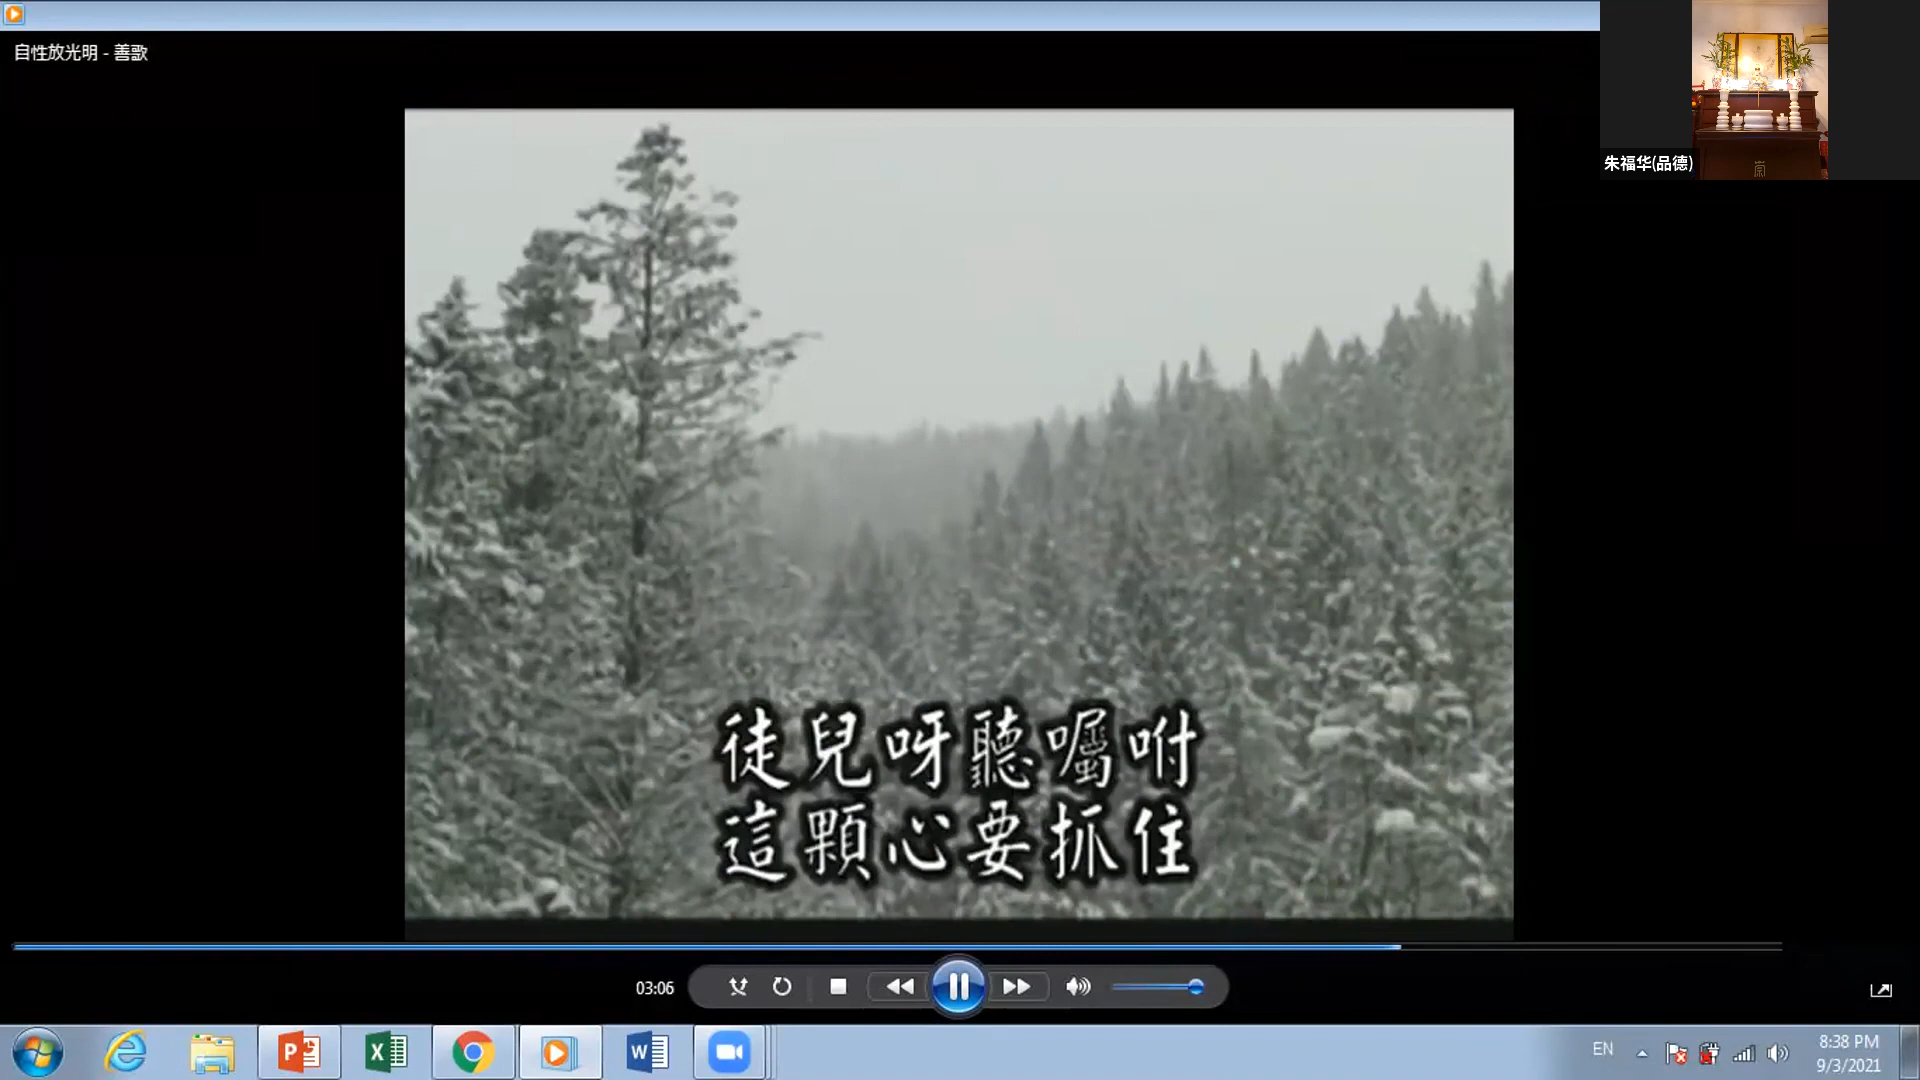 自性放光明 - 善歌
朱福华(品德)
徒兒呀聽囑咐
這顆心要抓住
03:06
EN
8:38 PM
9/3/2021